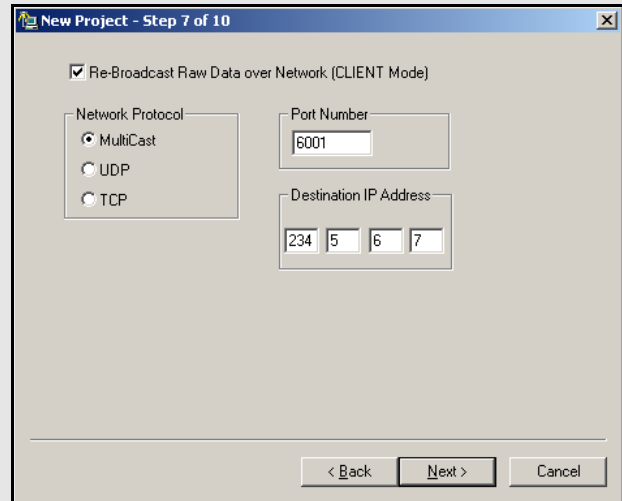 New Project - Step 7 of 10
Re-Broadcast Raw Data over Network (CLIENT Mode)
Network Protocol
MultiCast
UDP
TCP
Port Number
6001
Destination IP Address
234 5 6 7
< Back
Next >
Cancel